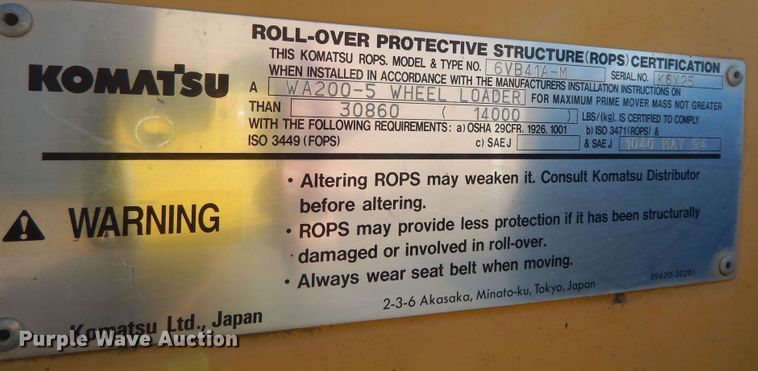 KOMATSU
ROLL-OVER PROTECTIVE STRUCTURE(ROPS) CERTIFICATION
THIS KOMATSU ROPS. MODEL & TYPE NO. 6VB41A-M SERIAL NO. K6X25
WHEN INSTALLED IN ACCORDANCE WITH THE MANUFACTURERS INSTALLATION INSTRUCTIONS ON
A WA200-5 WHEEL LOADER FOR MAXIMUM PRIME MOVER MASS NOT GREATER
THAN 30860 ( 14000 ) LBS/(kg). IS CERTIFIED TO COMPLY
WITH THE FOLLOWING REQUIREMENTS: a) OSHA 29CFR. 1926. 1001 b) ISO 3471(ROPS) &
ISO 3449 (FOPS) c) SAE J & SAE J 1040 MAY 94
WARNING
• Altering ROPS may weaken it. Consult Komatsu Distributor
before altering.
• ROPS may provide less protection if it has been structurally
damaged or involved in roll-over.
• Always wear seat belt when moving.
09620-30201
2-3-6 Akasaka, Minato-ku, Tokyo, Japan
Komatsu Ltd., Japan
Purple Wave Auction